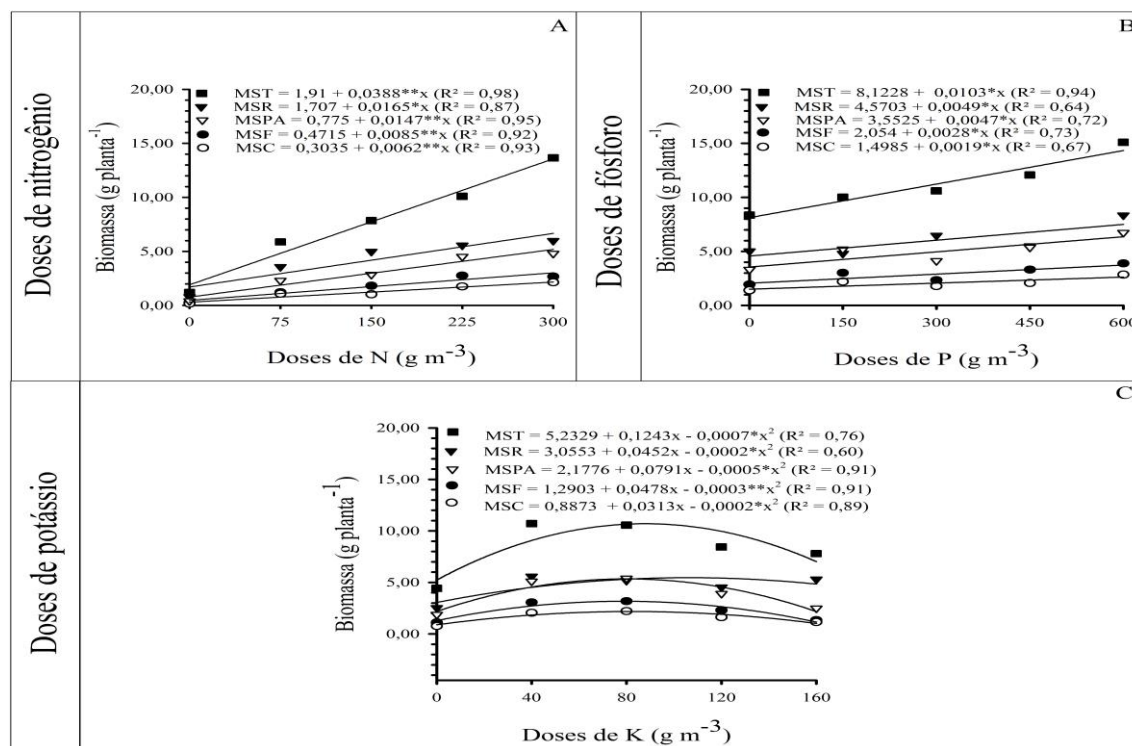 A
Doses de nitrogênio
Biomassa (g planta⁻¹)
20,00
15,00
10,00
5,00
0,00
MST = 1,91 + 0,0388**x (R² = 0,98)
MSR = 1,707 + 0,0165*x (R² = 0,87)
MSPA = 0,775 + 0,0147**x (R² = 0,95)
MSF = 0,4715 + 0,0085**x (R² = 0,92)
MSC = 0,3035 + 0,0062**x (R² = 0,93)
0 75 150 225 300
Doses de N (g m⁻³)
B
Doses de fósforo
Biomassa (g planta⁻¹)
20,00
15,00
10,00
5,00
0,00
MST = 8,1228 + 0,0103*x (R² = 0,94)
MSR = 4,5703 + 0,0049*x (R² = 0,64)
MSPA = 3,5525 + 0,0047*x (R² = 0,72)
MSF = 2,054 + 0,0028*x (R² = 0,73)
MSC = 1,4985 + 0,0019*x (R² = 0,67)
0 150 300 450 600
Doses de P (g m⁻³)
C
Doses de potássio
Biomassa (g planta⁻¹)
20,00
15,00
10,00
5,00
0,00
MST = 5,2329 + 0,1243x - 0,0007*x² (R² = 0,76)
MSR = 3,0553 + 0,0452x - 0,0002*x² (R² = 0,60)
MSPA = 2,1776 + 0,0791x - 0,0005*x² (R² = 0,91)
MSF = 1,2903 + 0,0478x - 0,0003**x² (R² = 0,91)
MSC = 0,8873 + 0,0313x - 0,0002*x² (R² = 0,89)
0 40 80 120 160
Doses de K (g m⁻³)